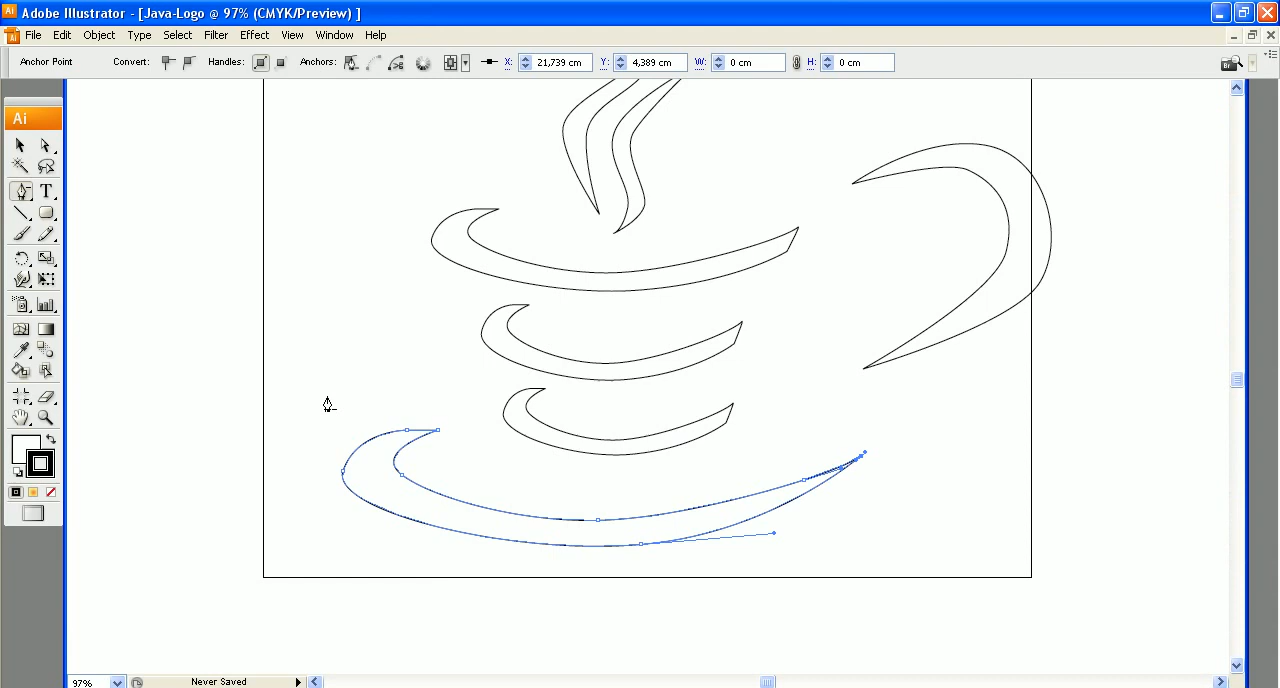 Adobe Illustrator - [Java-Logo @ 97% (CMYK/Preview) ]
File Edit Object Type Select Filter Effect View Window Help
Anchor Point Convert: Handles: Anchors: X: 21,739 cm Y: 4,389 cm W: 0 cm H: 0 cm
Ai
T
97% Never Saved